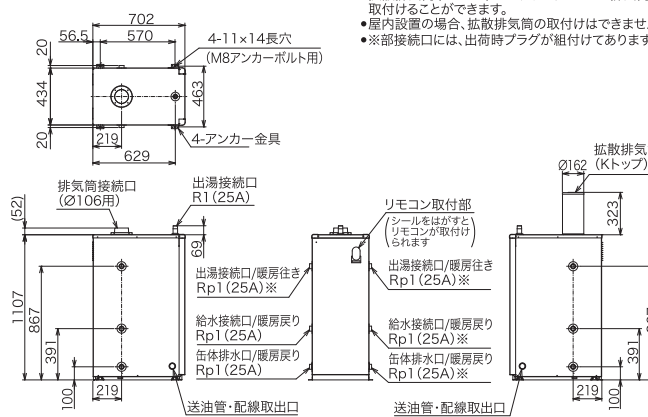 取付けることができます。
●屋内設置の場合、拡散排気筒の取付けはできませ
●※部接続口には、出荷時プラグが組付けてあります
702
56.5
570
20
434
20
463
219
629
4-11×14長穴
(M8アンカーボルト用)
4-アンカー金具
排気筒接続口
(Ø106用)
出湯接続口
R1(25A)
(52)
69
1107
867
391
100
219
送油管・配線取出口
リモコン取付部
(シールをはがすと
リモコンが取付け
られます)
出湯接続口/暖房往き
Rp1(25A)※
給水接続口/暖房戻り
Rp1(25A)
缶体排水口/暖房戻り
Rp1(25A)
出湯接続口/暖房往き
Rp1(25A)※
給水接続口/暖房戻り
Rp1(25A)※
缶体排水口/暖房戻り
Rp1(25A)※
送油管・配線取出口
拡散排気
(Kトップ)
Ø162
323
391
100
219